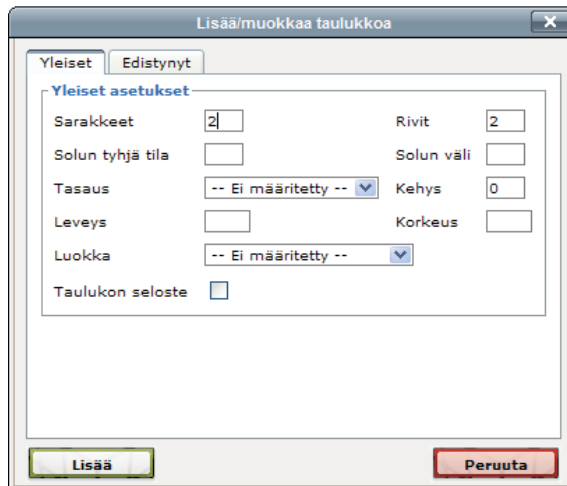 Lisää/muokkaa taulukkoa
Yleiset Edistynyt
Yleiset asetukset
Sarakkeet 2 Rivit 2
Solun tyhjä tila Solun väli
Tasaus -- Ei määritetty -- Kehys 0
Leveys Korkeus
Luokka -- Ei määritetty --
Taulukon seloste
Lisää Peruuta